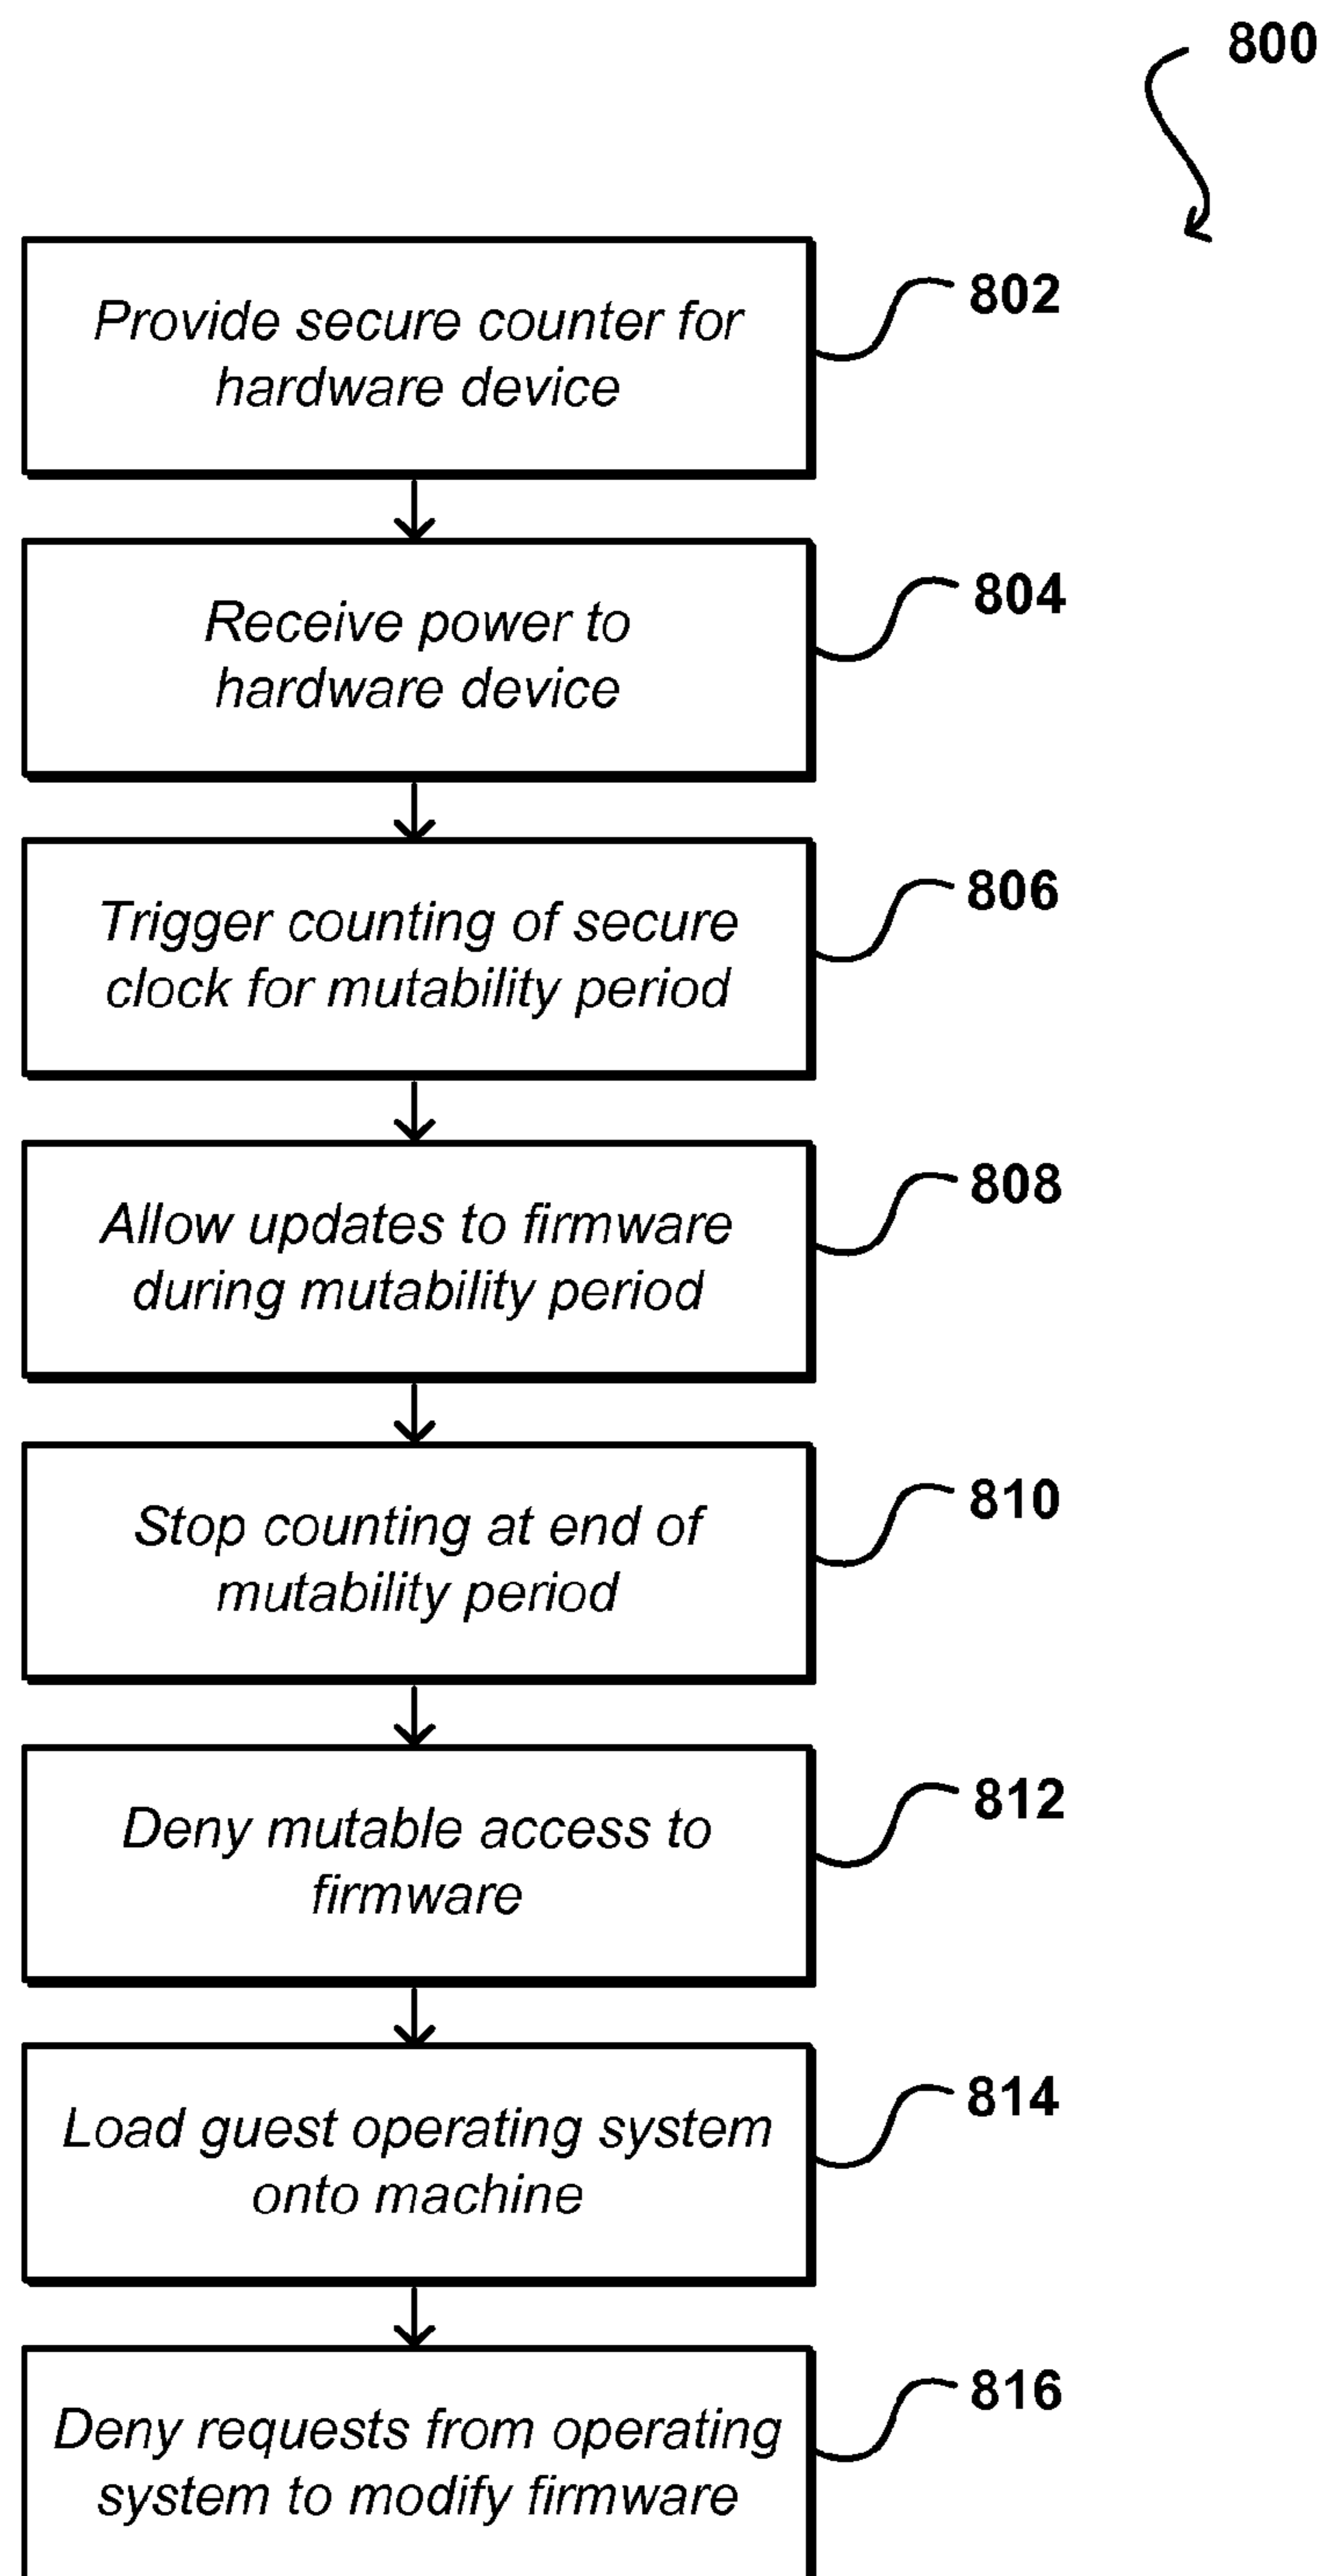 800
Provide secure counter for
hardware device
802
Receive power to
hardware device
804
Trigger counting of secure
clock for mutability period
806
Allow updates to firmware
during mutability period
808
Stop counting at end of
mutability period
810
Deny mutable access to
firmware
812
Load guest operating system
onto machine
814
Deny requests from operating
system to modify firmware
816